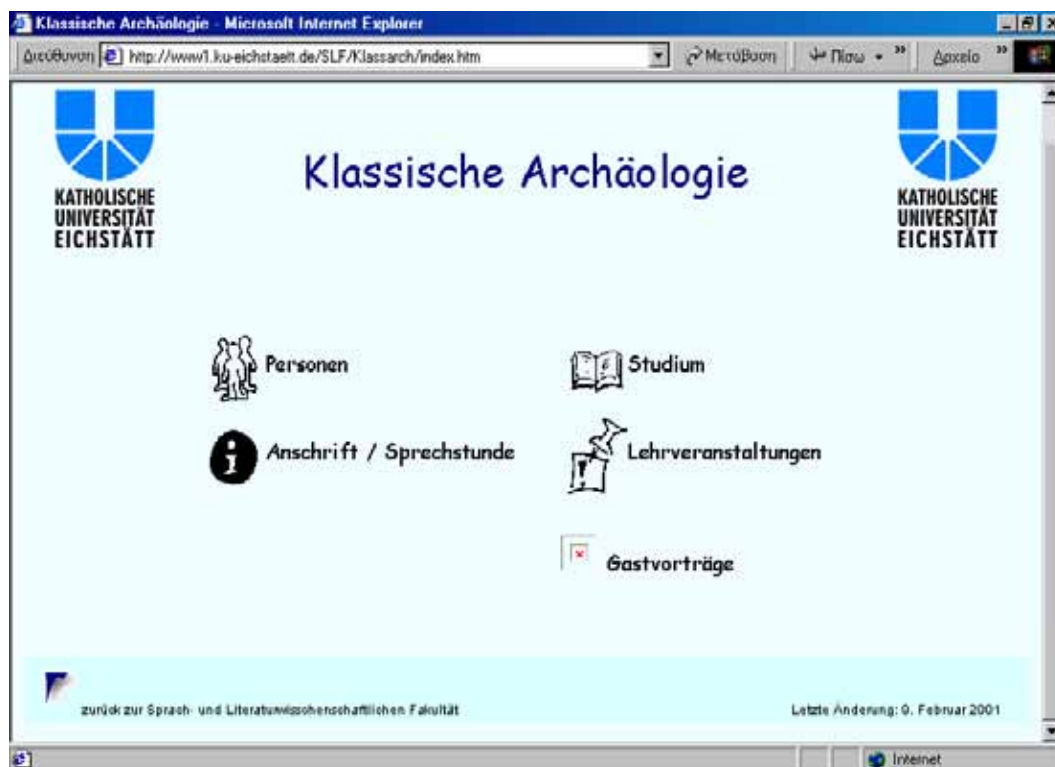 Klassische Archäologie - Microsoft Internet Explorer
Διεύθυνση http://www1.ku-eichstaett.de/SLF/Klassarch/index.htm Μετάβαση Πίσω » Αρχείο »
Klassische Archäologie
KATHOLISCHE
UNIVERSITÄT
EICHSTÄTT
KATHOLISCHE
UNIVERSITÄT
EICHSTÄTT
Personen
Studium
Anschrift / Sprechstunde
Lehrveranstaltungen
Gastvorträge
zurück zur Sprach- und Literaturwissenschaftlichen Fakultät
Letzte Änderung: 9. Februar 2001
Internet